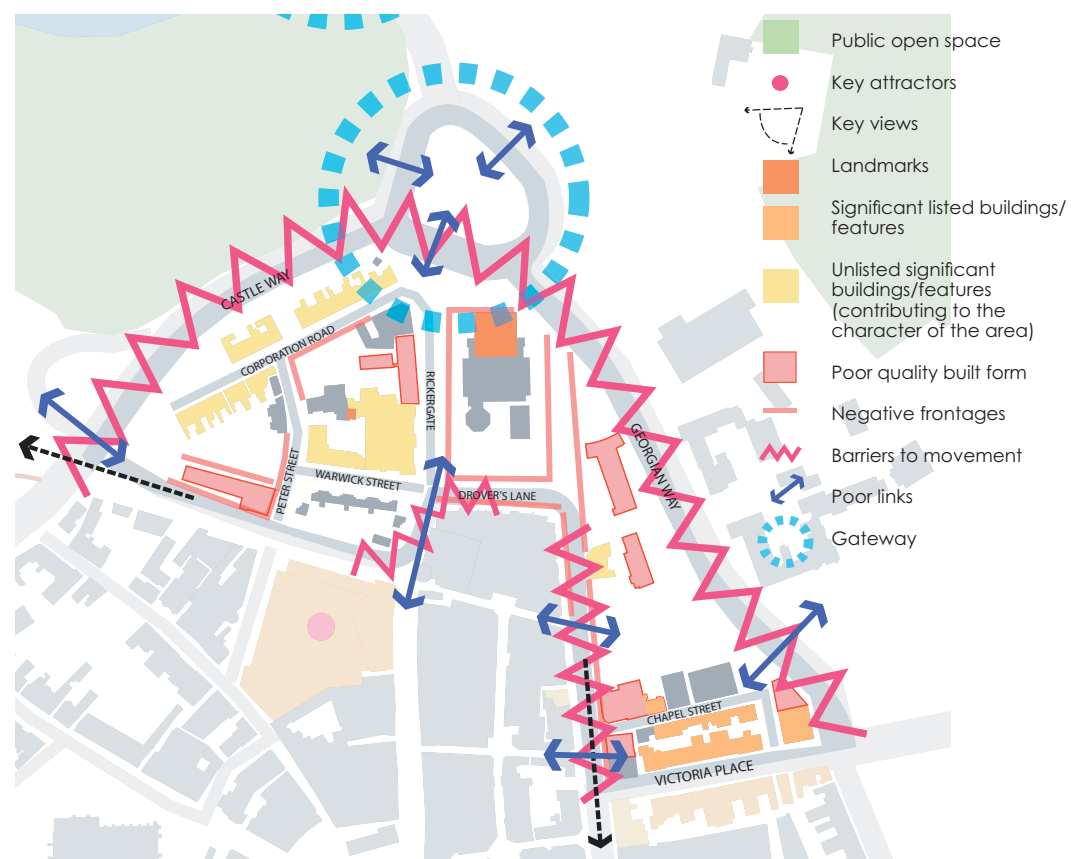 Public open space
Key attractors
Key views
Landmarks
Significant listed buildings/
features
Unlisted significant
buildings/features
(contributing to the
character of the area)
Poor quality built form
Negative frontages
Barriers to movement
Poor links
Gateway
CASTLE WAY
CORPORATION ROAD
RICKERGATE
GEORGIAN WAY
PETER STREET
WARWICK STREET
DROVER'S LANE
CHAPEL STREET
VICTORIA PLACE